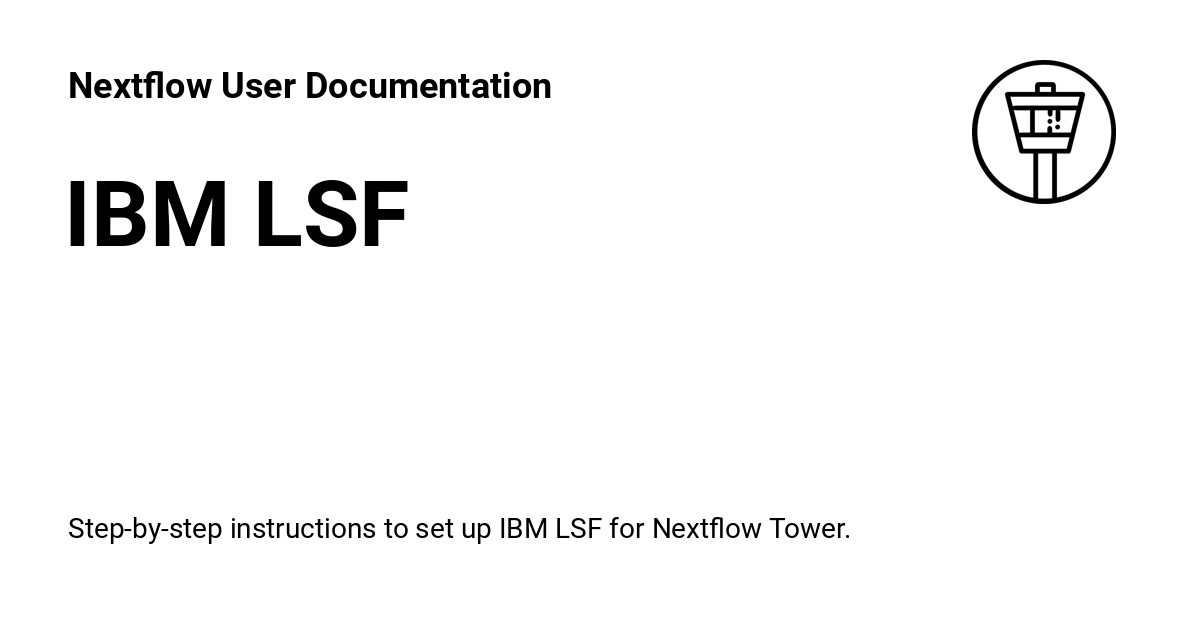 Nextflow User Documentation
IBM LSF
Step-by-step instructions to set up IBM LSF for Nextflow Tower.